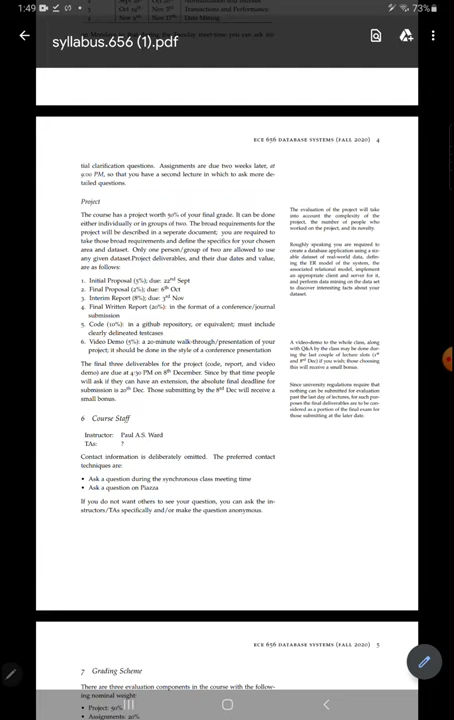 1:49
73%
syllabus.656 (1).pdf
3 Oct 19th Nov 8th Transactions and Performance
4 Nov 2nd Nov 17th Data Mining
ECE 656 DATABASE SYSTEMS (FALL 2020) 4
tial clarification questions. Assignments are due two weeks later, at
9:00 PM, so that you have a second lecture in which to ask more de-
tailed questions.
Project
The course has a project worth 50% of your final grade. It can be done
either individually or in groups of two. The broad requirements for the
project will be described in a seperate document; you are required to
take those broad requirements and define the specifics for your chosen
area and dataset. Only one person/group of two are allowed to use
any given dataset.Project deliverables, and their due dates and value,
are as follows:
1. Initial Proposal (5%); due: 22nd Sept
2. Final Proposal (2%); due: 6th Oct
3. Interim Report (8%); due: 3rd Nov
4. Final Written Report (20%): in the format of a conference/journal
submission
5. Code (10%): in a github repository, or equivalent; must include
clearly delineated testcases
6. Video Demo (5%): a 20-minute walk-through/presentation of your
project; it should be done in the style of a conference presentation
The final three deliverables for the project (code, report, and video
demo) are due at 4:30 PM on 8th December. Since by that time people
will ask if they can have an extension, the absolute final deadline for
submission is 20th Dec. Those submitting by the 8th Dec will receive a
small bonus.
The evaluation of the project will take
into account the complexity of the
project, the number of people who
worked on the project, and its novelty.
Roughly speaking you are required to
create a database application using a siz-
able dataset of real-world data, defin-
ing the ER model of the system, the
associated relational model, implement
an appropriate client and server for it,
and perform data mining on the data set
to discover interesting facts about your
dataset.
A video-demo to the whole class, along
with Q&A by the class may be done dur-
ing the last couple of lecture slots (1st
and 8th Dec) if you wish; those choosing
this will receive a small bonus.
Since university regulations require that
nothing can be submitted for evaluation
past the last day of lectures, for such pur-
poses the final deliverables are to be con-
sidered as a portion of the final exam for
those submitting at the later date.
6 Course Staff
Instructor: Paul A.S. Ward
TAs: ?
Contact information is deliberately omitted. The preferred contact
techniques are:
• Ask a question during the synchronous class meeting time
• Ask a question on Piazza
If you do not want others to see your question, you can ask the in-
structors/TAs specifically and/or make the question anonymous.
ECE 656 DATABASE SYSTEMS (FALL 2020) 5
7 Grading Scheme
There are three evaluation components in the course with the follow-
ing nominal weight:
• Project: 50%
• Assignments: 20%